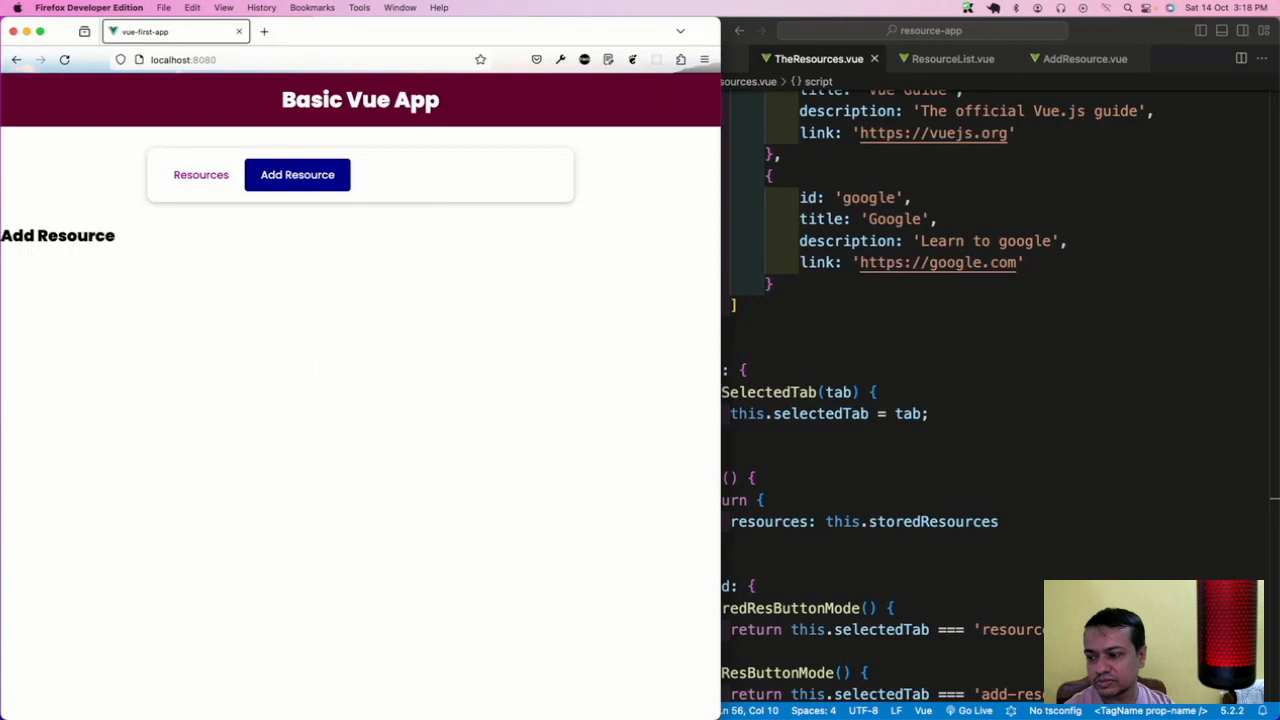 Firefox Developer Edition File Edit View History Bookmarks Tools Window Help Sat 14 Oct 3:18 PM
vue-first-app
resource-app
TheResources.vue ResourceList.vue AddResource.vue
localhost:8080
sources.vue > {} script
Basic Vue App
Resources Add Resource
Add Resource
title: 'Vue Guide',
description: 'The official Vue.js guide',
link: 'https://vuejs.org'
},
{
id: 'google',
title: 'Google',
description: 'Learn to google',
link: 'https://google.com'
}
]
: {
SelectedTab(tab) {
this.selectedTab = tab;
() {
urn {
resources: this.storedResources
d: {
redResButtonMode() {
return this.selectedTab === 'resourc
ResButtonMode() {
return this.selectedTab === 'add-res
Ln 56, Col 10 Spaces: 4 UTF-8 LF Vue Go Live No tsconfig <TagName prop-name /> 5.2.2